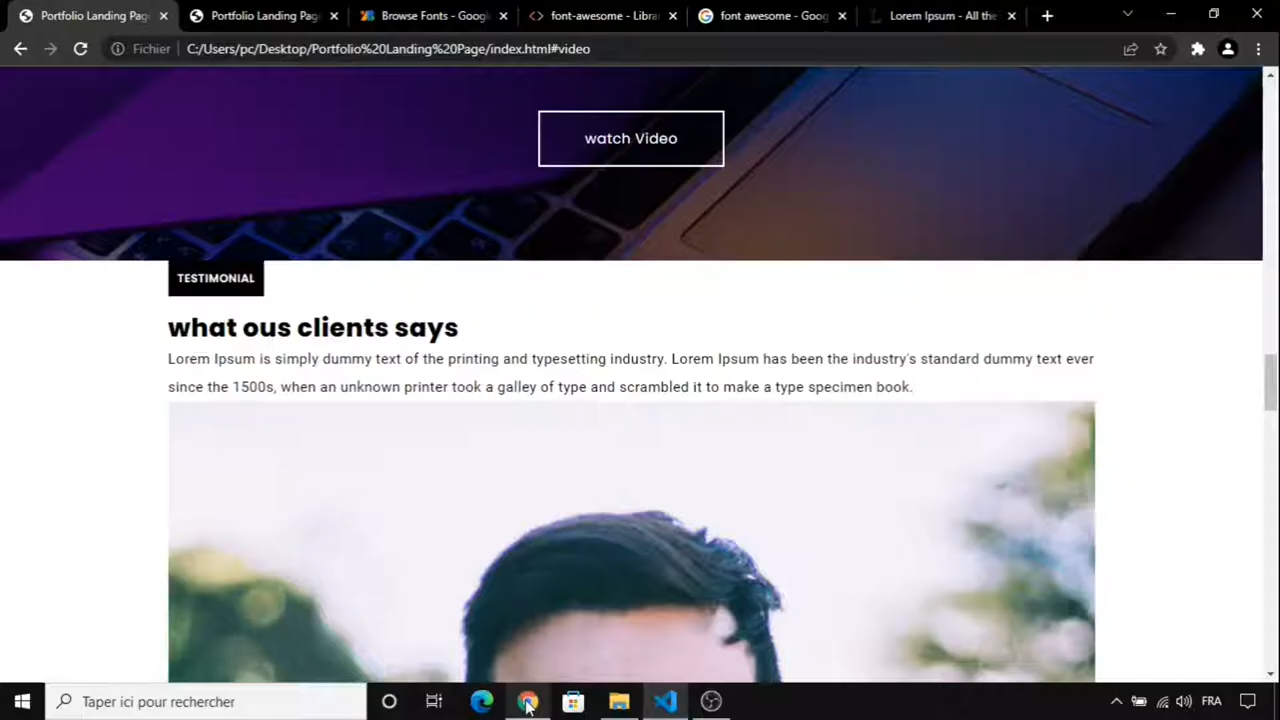 Portfolio Landing Pag
Portfolio Landing Pag
Browse Fonts - Googl
font-awesome - Librar
font awesome - Goog
Lorem Ipsum - All the
Fichier
C:/Users/pc/Desktop/Portfolio%20Landing%20Page/index.html#video
watch Video
TESTIMONIAL
what ous clients says
Lorem Ipsum is simply dummy text of the printing and typesetting industry. Lorem Ipsum has been the industry's standard dummy text ever
since the 1500s, when an unknown printer took a galley of type and scrambled it to make a type specimen book.
Taper ici pour rechercher
FRA